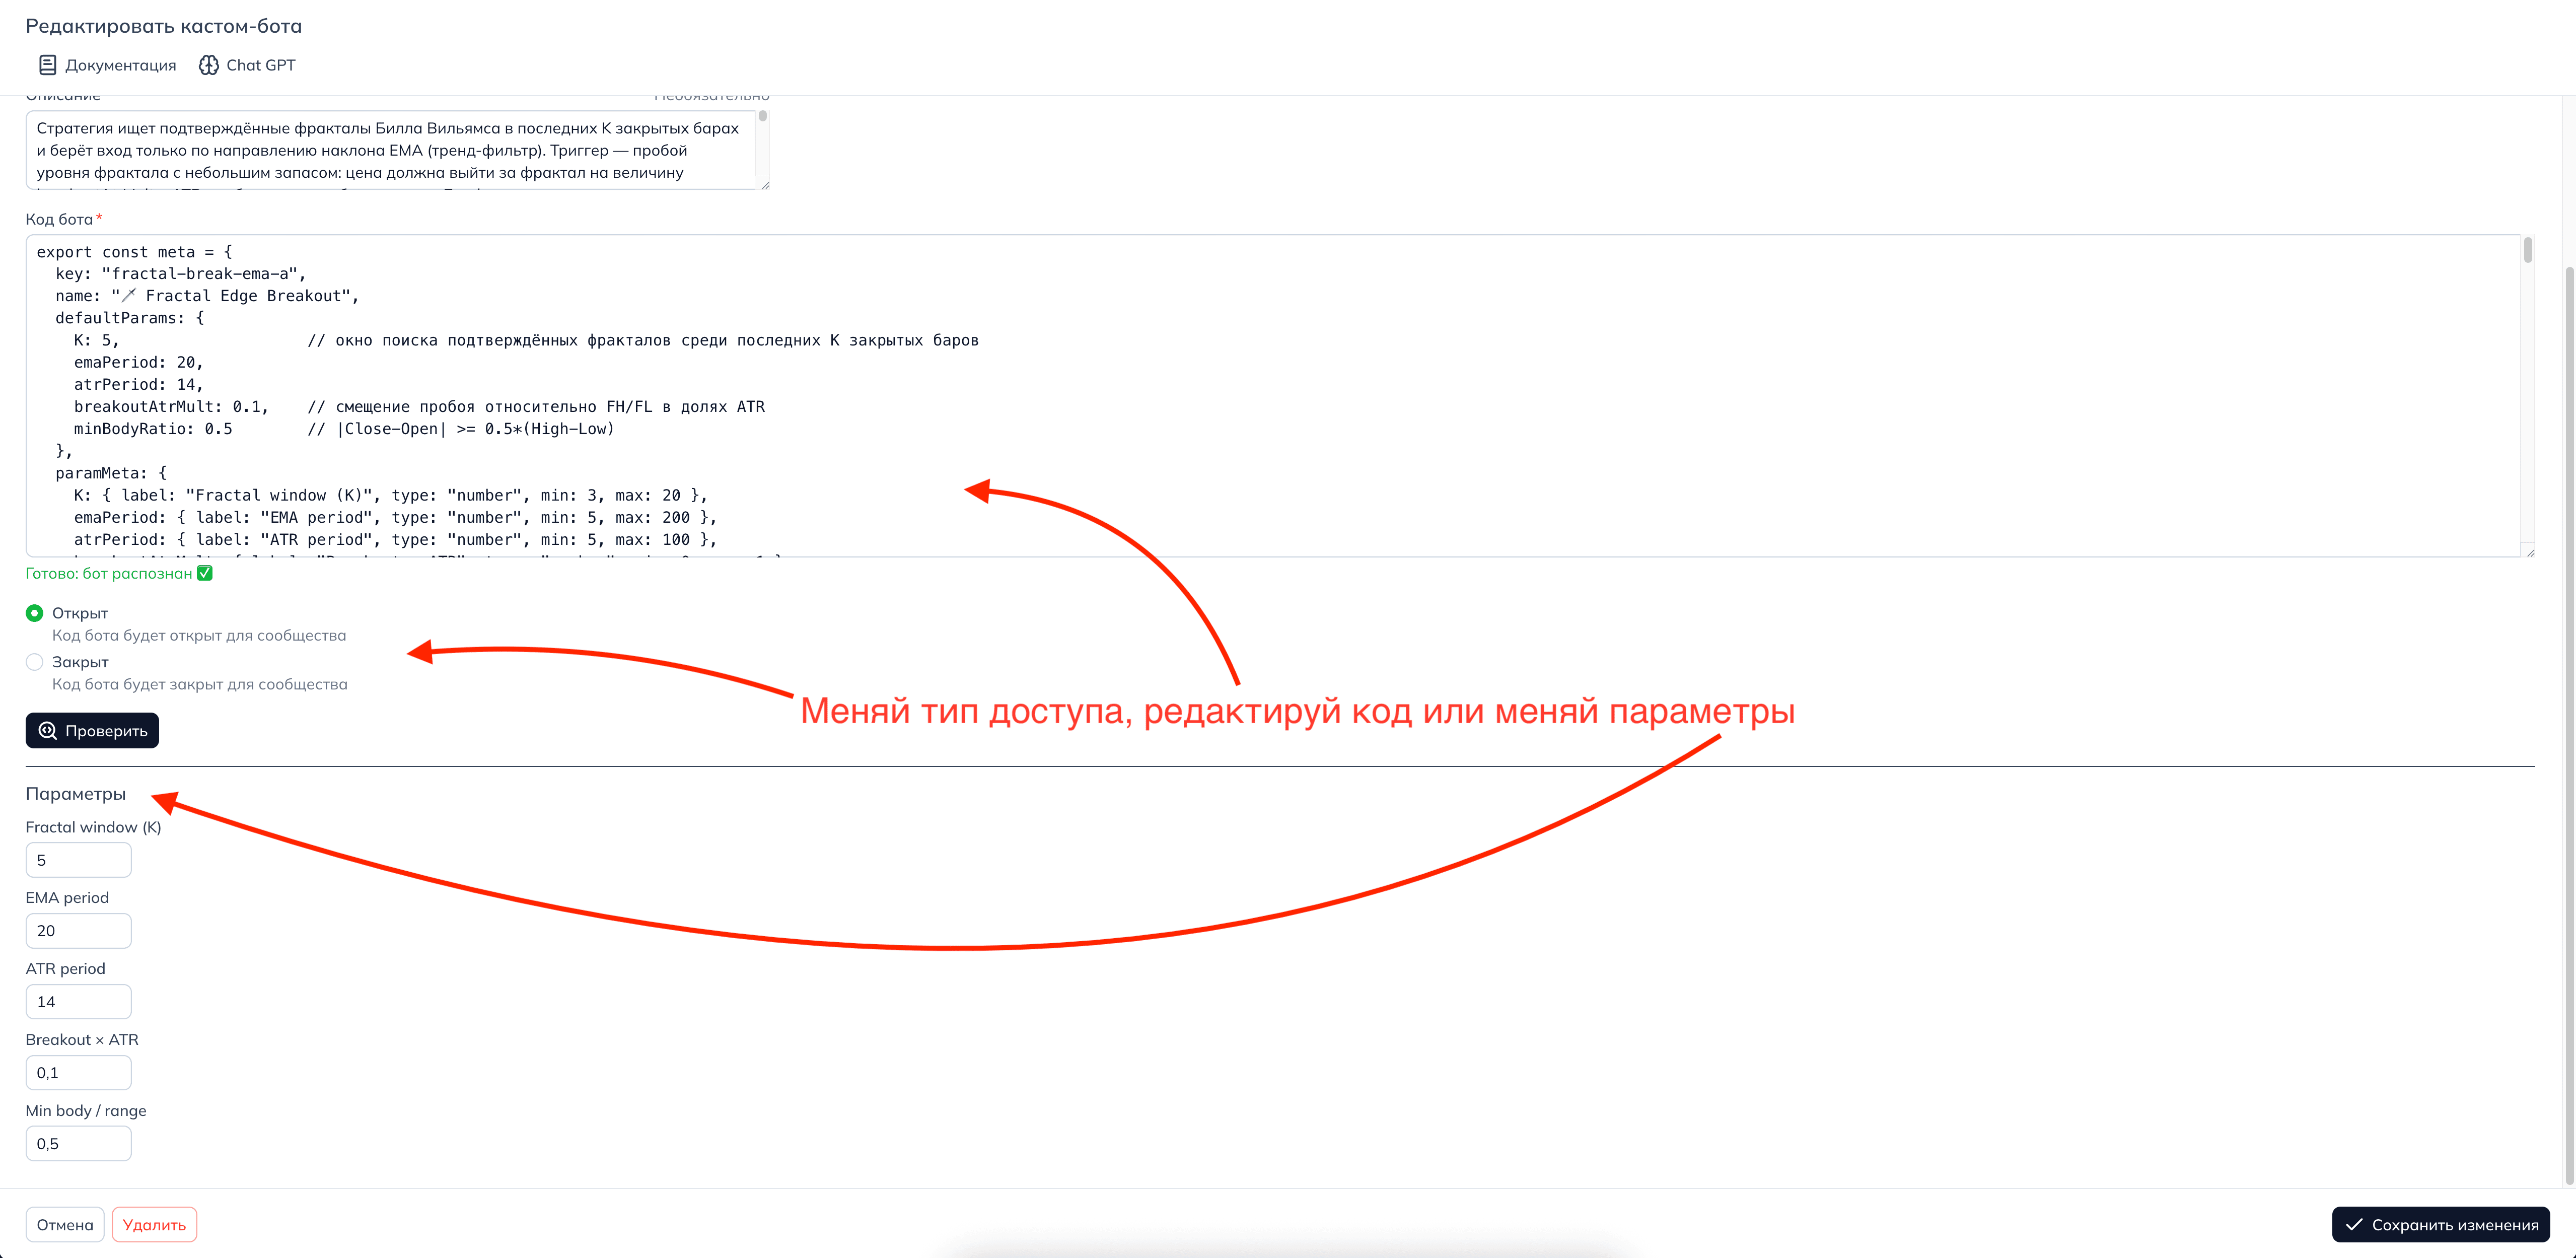 Редактировать кастом-бота
Документация
Chat GPT
Описание
Необязательно
Стратегия ищет подтверждённые фракталы Билла Вильямса в последних K закрытых барах
и берёт вход только по направлению наклона EMA (тренд-фильтр). Триггер — пробой
уровня фрактала с небольшим запасом: цена должна выйти за фрактал на величину
Код бота*
export const meta = {
  key: "fractal-break-ema-a",
  name: "🗡️ Fractal Edge Breakout",
  defaultParams: {
    K: 5,                    // окно поиска подтверждённых фракталов среди последних K закрытых баров
    emaPeriod: 20,
    atrPeriod: 14,
    breakoutAtrMult: 0.1,    // смещение пробоя относительно FH/FL в долях ATR
    minBodyRatio: 0.5        // |Close-Open| >= 0.5*(High-Low)
  },
  paramMeta: {
    K: { label: "Fractal window (K)", type: "number", min: 3, max: 20 },
    emaPeriod: { label: "EMA period", type: "number", min: 5, max: 200 },
    atrPeriod: { label: "ATR period", type: "number", min: 5, max: 100 },
Готово: бот распознан ✅
Открыт
Код бота будет открыт для сообщества
Закрыт
Код бота будет закрыт для сообщества
Меняй тип доступа, редактируй код или меняй параметры
Проверить
Параметры
Fractal window (K)
5
EMA period
20
ATR period
14
Breakout × ATR
0,1
Min body / range
0,5
Отмена
Удалить
Сохранить изменения